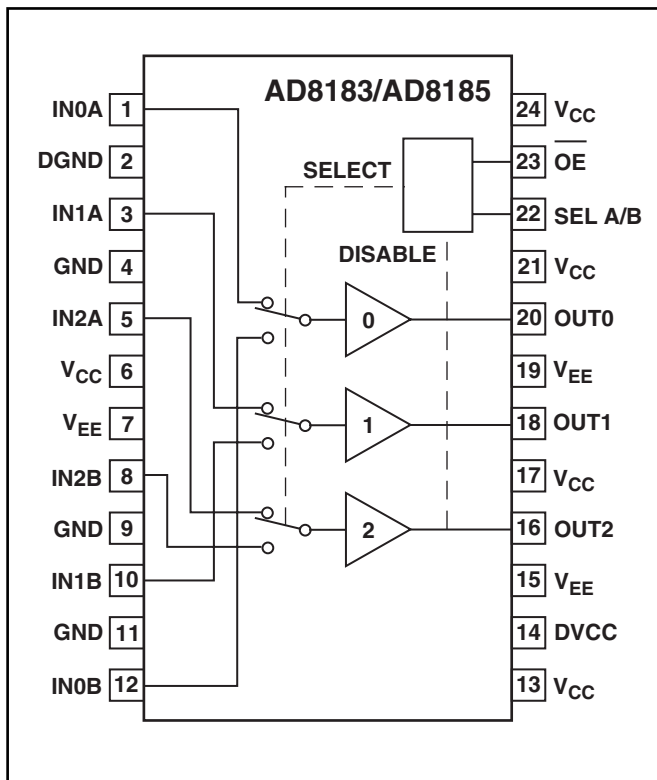 AD8183/AD8185
IN0A 1
DGND 2
IN1A 3
GND 4
IN2A 5
VCC 6
VEE 7
IN2B 8
GND 9
IN1B 10
GND 11
IN0B 12
SELECT
DISABLE
0
1
2
24 VCC
23 OE
22 SEL A/B
21 VCC
20 OUT0
19 VEE
18 OUT1
17 VCC
16 OUT2
15 VEE
14 DVCC
13 VCC